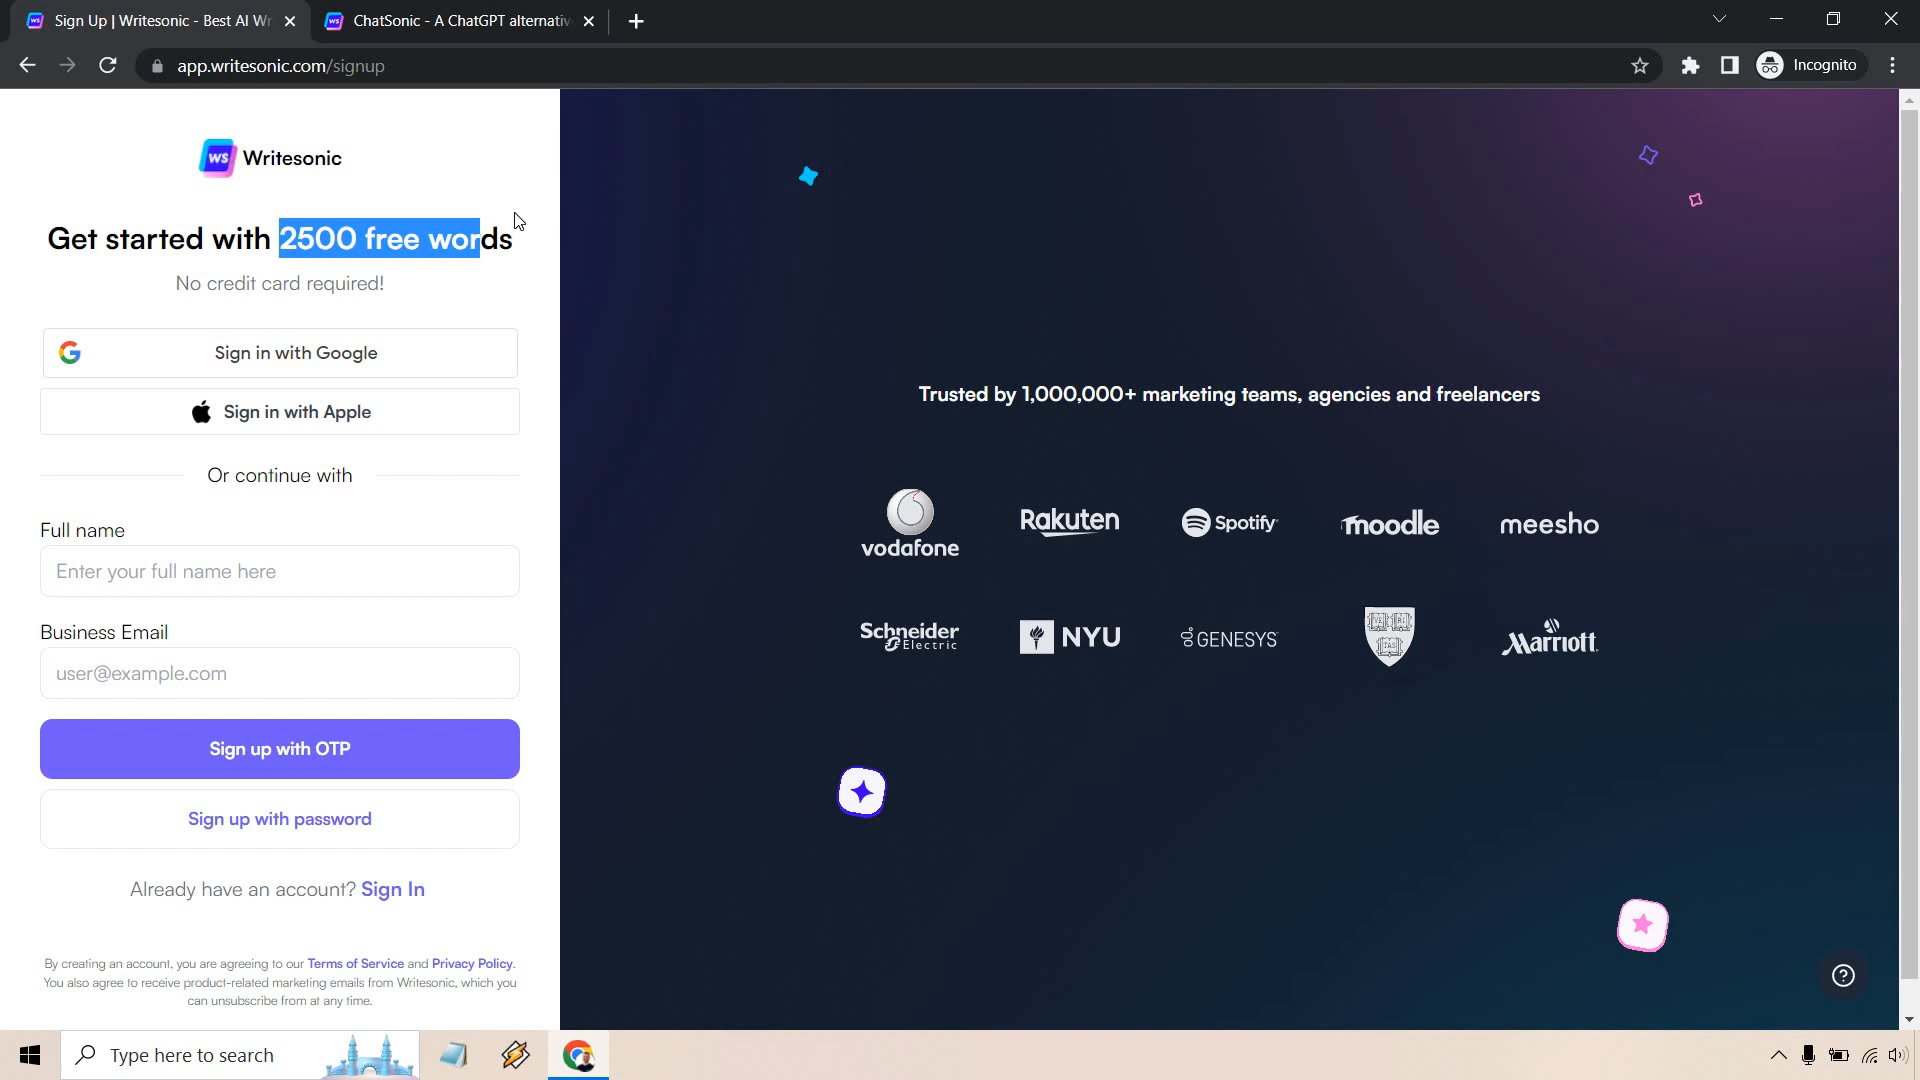 Sign Up | Writesonic - Best AI Wr
ChatSonic - A ChatGPT alternativ
app.writesonic.com/signup
Incognito
WS Writesonic
Get started with 2500 free words
No credit card required!
Sign in with Google
Sign in with Apple
Or continue with
Full name
Enter your full name here
Business Email
user@example.com
Sign up with OTP
Sign up with password
Already have an account? Sign In
By creating an account, you are agreeing to our Terms of Service and Privacy Policy.
You also agree to receive product-related marketing emails from Writesonic, which you
can unsubscribe from at any time.
Trusted by 1,000,000+ marketing teams, agencies and freelancers
vodafone Rakuten Spotify moodle meesho
Schneider Electric NYU GENESYS Marriott
Type here to search